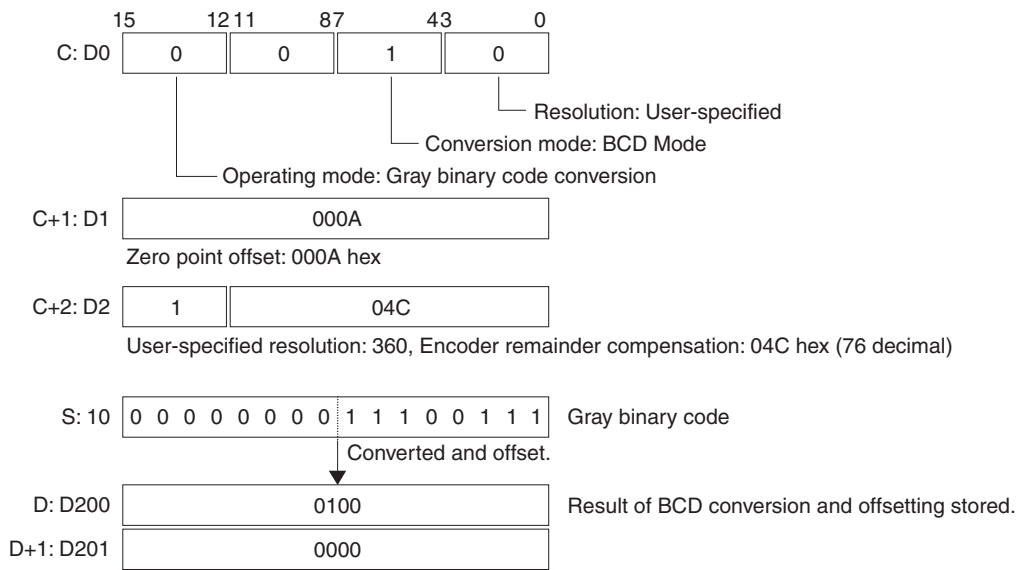 15 12 11 87 43 0
C: D0 0 0 1 0
Resolution: User-specified
Conversion mode: BCD Mode
Operating mode: Gray binary code conversion
C+1: D1 000A
Zero point offset: 000A hex
C+2: D2 1 04C
User-specified resolution: 360, Encoder remainder compensation: 04C hex (76 decimal)
S: 10 0 0 0 0 0 0 0 0 1 1 1 0 0 1 1 1 Gray binary code
Converted and offset.
D: D200 0100 Result of BCD conversion and offsetting stored.
D+1: D201 0000